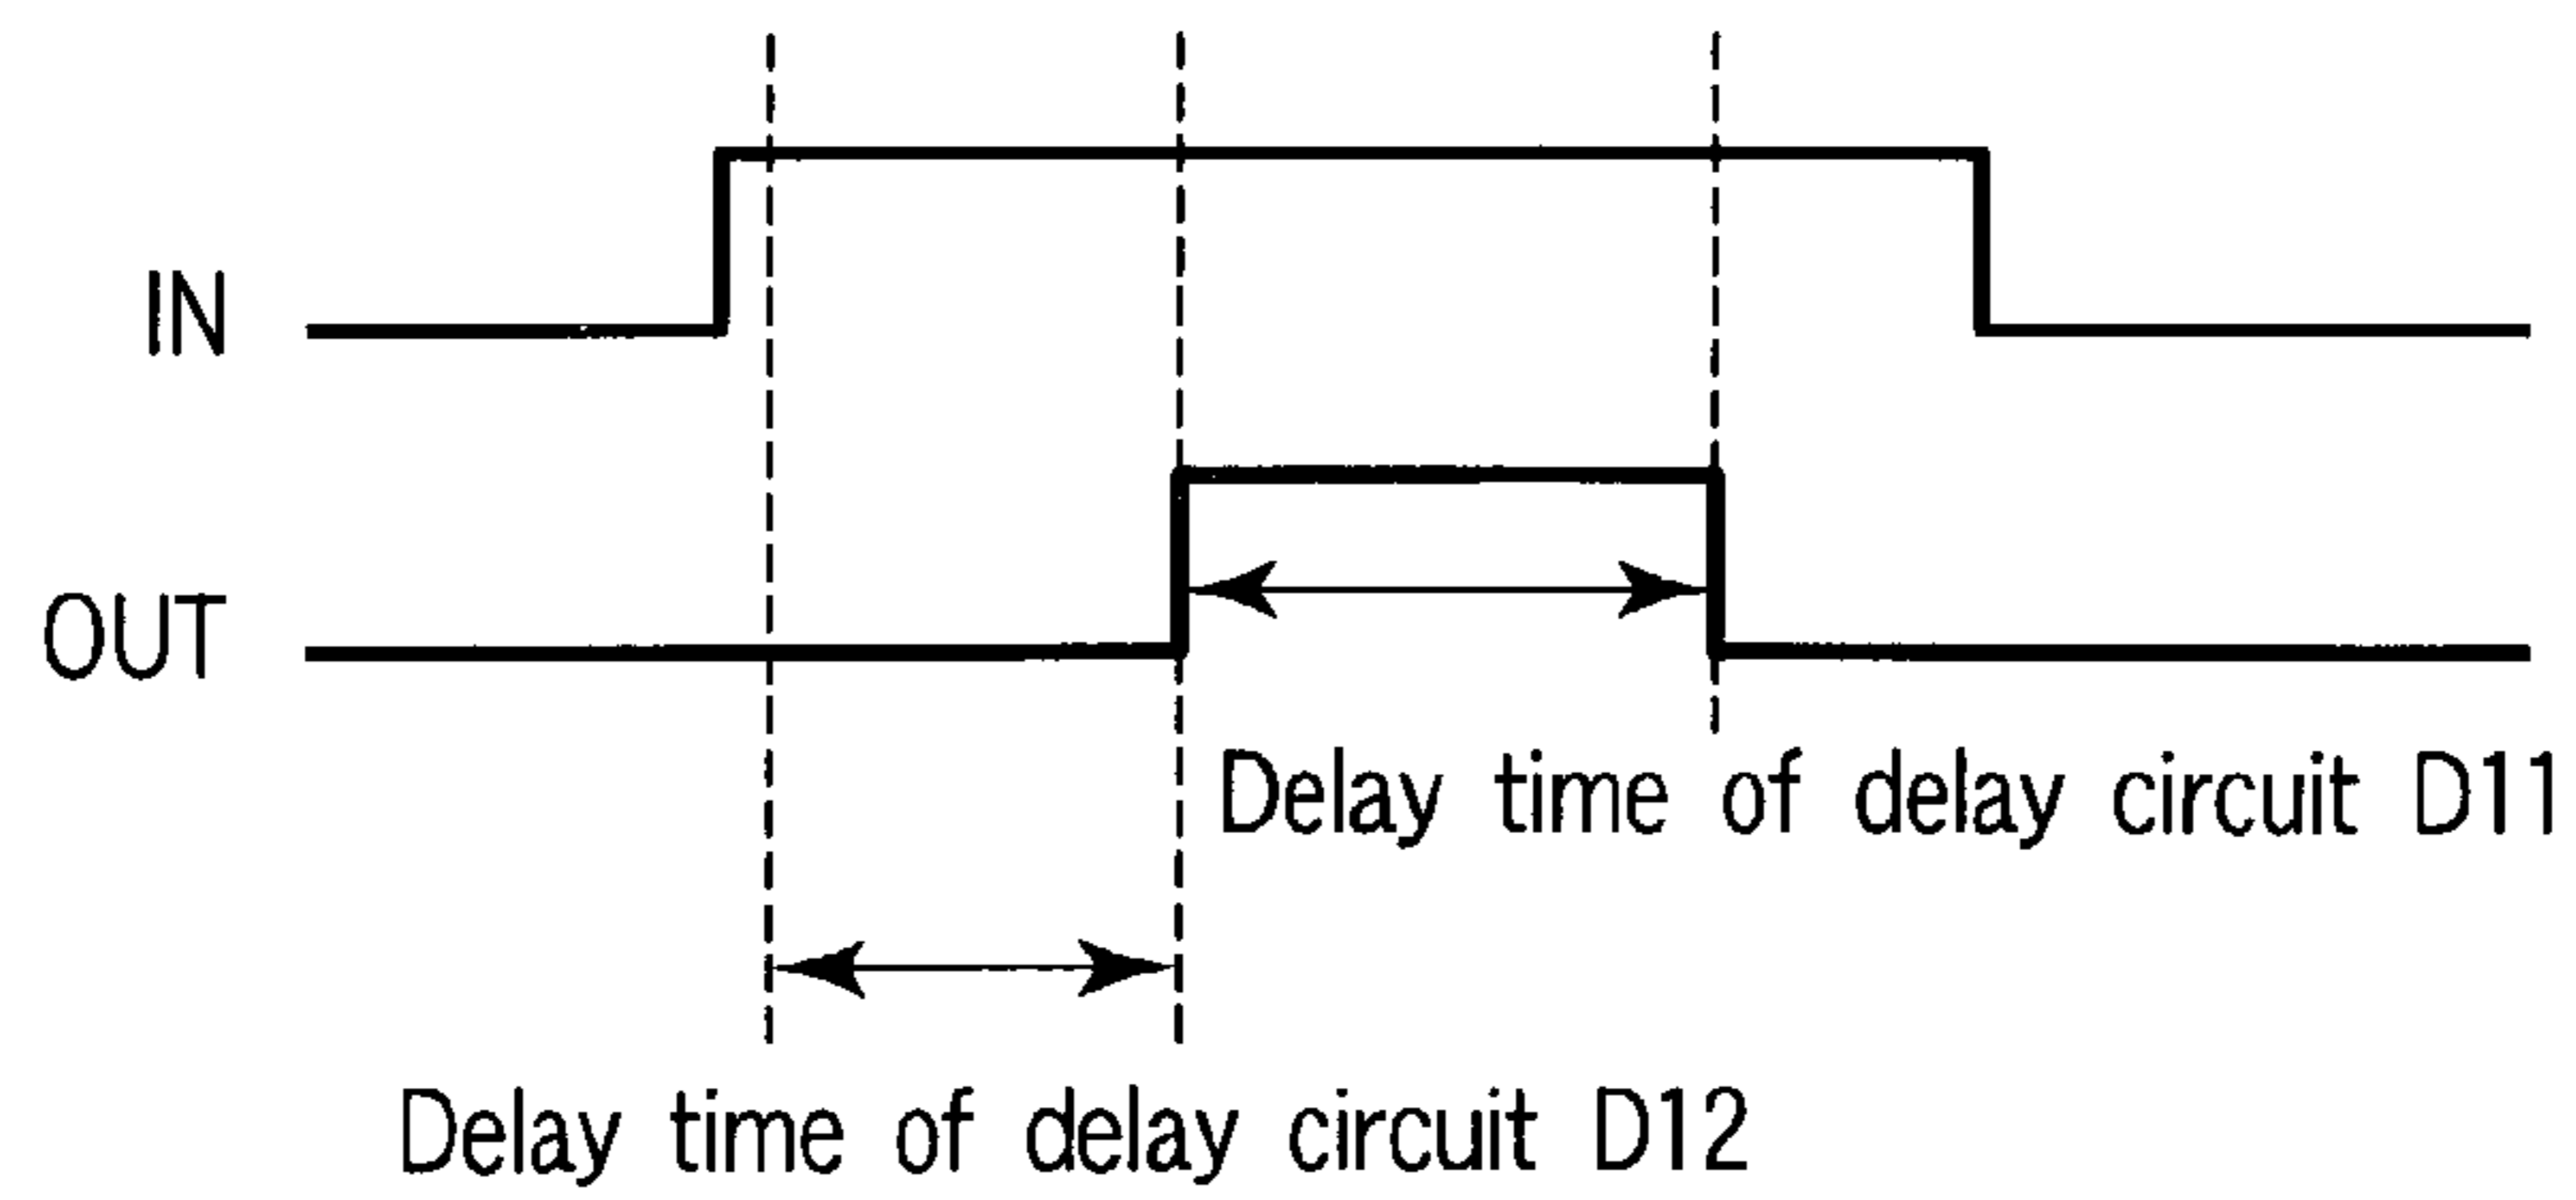 IN
OUT
Delay time of delay circuit D11
Delay time of delay circuit D12